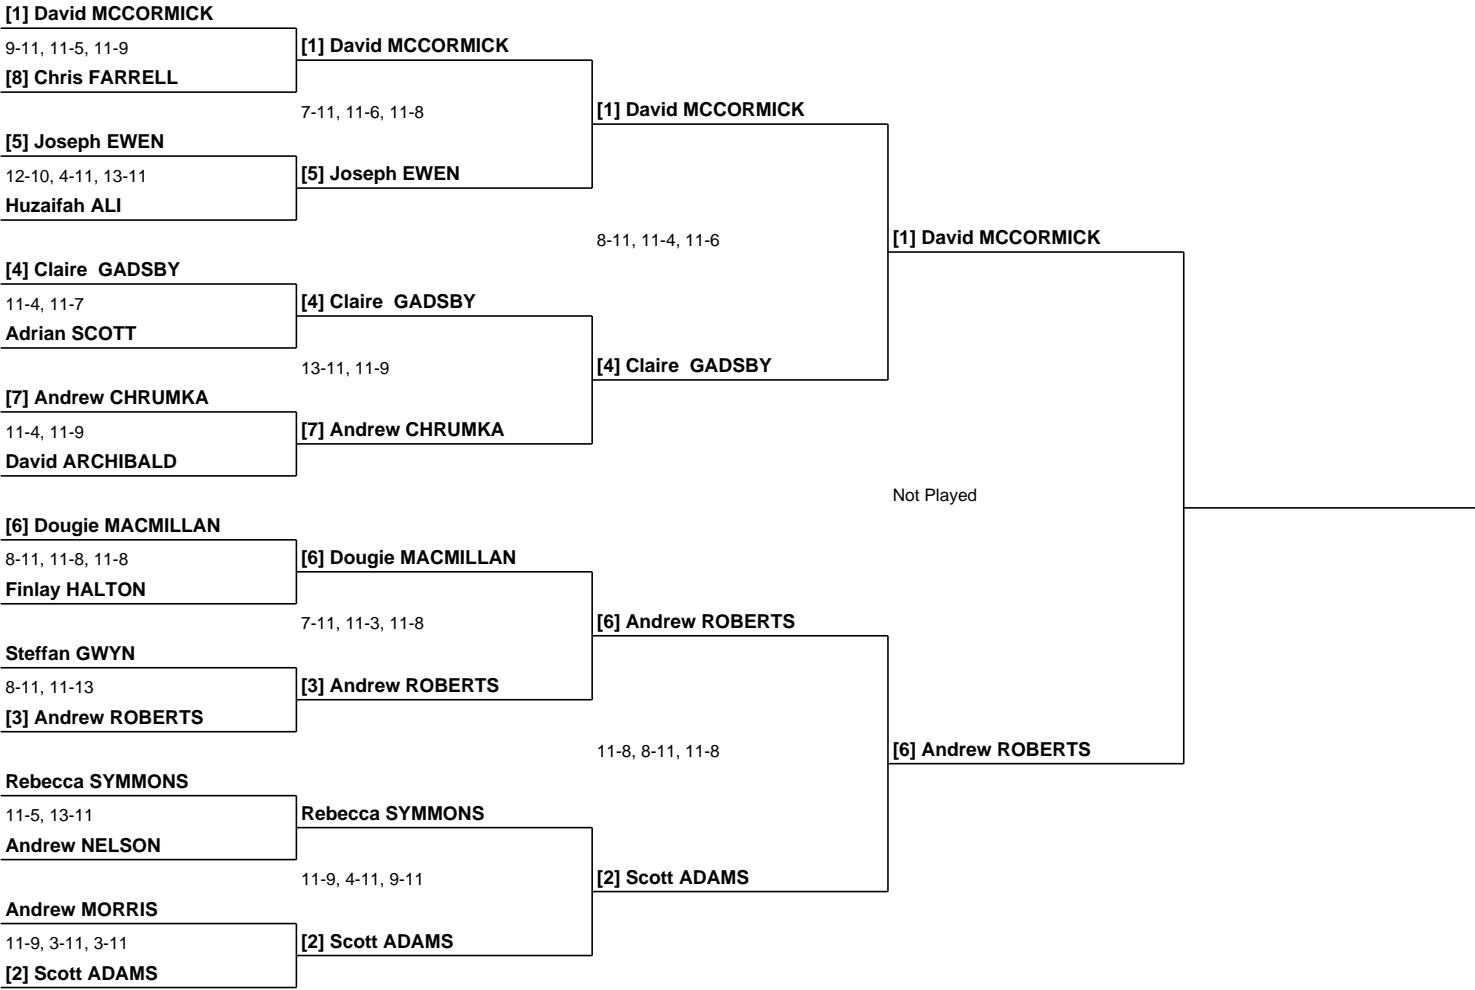 [1] David MCCORMICK
9-11, 11-5, 11-9
[8] Chris FARRELL
[5] Joseph EWEN
12-10, 4-11, 13-11
Huzaifah ALI
[4] Claire  GADSBY
11-4, 11-7
Adrian SCOTT
[7] Andrew CHRUMKA
11-4, 11-9
David ARCHIBALD
[6] Dougie MACMILLAN
8-11, 11-8, 11-8
Finlay HALTON
Steffan GWYN
8-11, 11-13
[3] Andrew ROBERTS
Rebecca SYMMONS
11-5, 13-11
Andrew NELSON
Andrew MORRIS
11-9, 3-11, 3-11
[2] Scott ADAMS
[1] David MCCORMICK
7-11, 11-6, 11-8
[5] Joseph EWEN
[4] Claire  GADSBY
13-11, 11-9
[7] Andrew CHRUMKA
[6] Dougie MACMILLAN
7-11, 11-3, 11-8
[3] Andrew ROBERTS
Rebecca SYMMONS
11-9, 4-11, 9-11
[2] Scott ADAMS
[1] David MCCORMICK
8-11, 11-4, 11-6
[4] Claire  GADSBY
[6] Andrew ROBERTS
11-8, 8-11, 11-8
[2] Scott ADAMS
[1] David MCCORMICK
Not Played
[6] Andrew ROBERTS